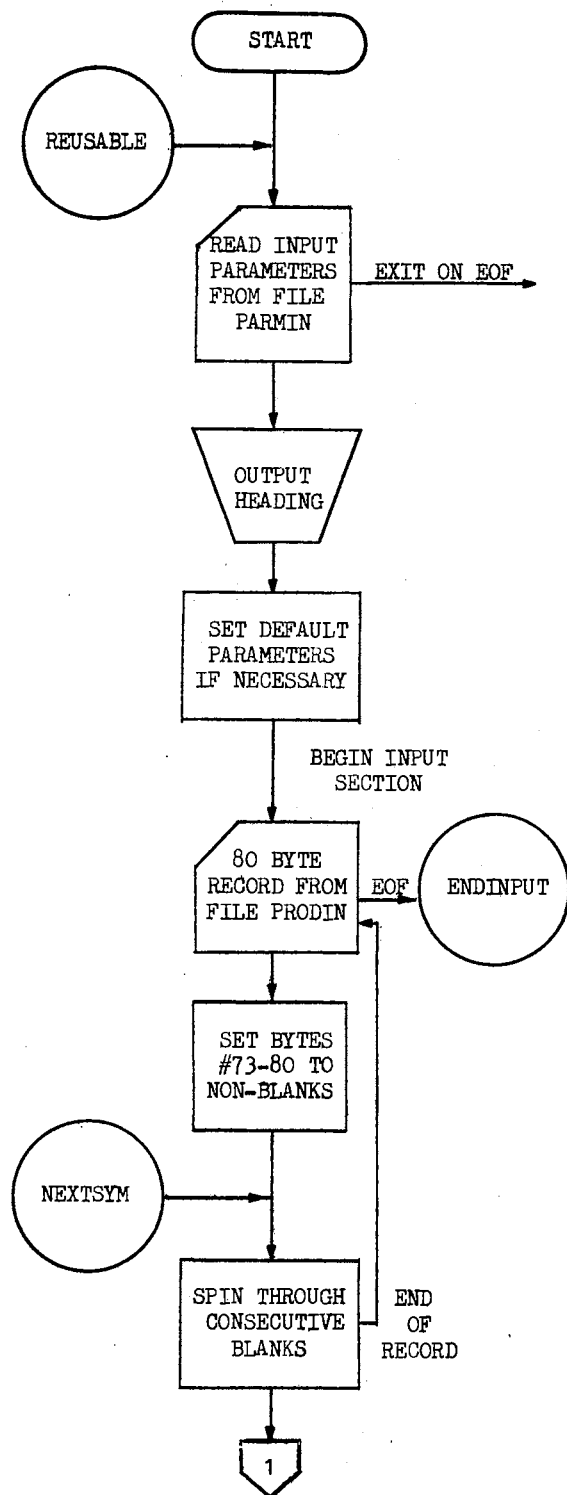 START
REUSABLE
READ INPUT
PARAMETERS
FROM FILE
PARMIN
EXIT ON EOF
OUTPUT
HEADING
SET DEFAULT
PARAMETERS
IF NECESSARY
BEGIN INPUT
SECTION
80 BYTE
RECORD FROM
FILE PRODIN
EOF
ENDINPUT
SET BYTES
#73-80 TO
NON-BLANKS
NEXTSYM
SPIN THROUGH
CONSECUTIVE
BLANKS
END
OF
RECORD
1